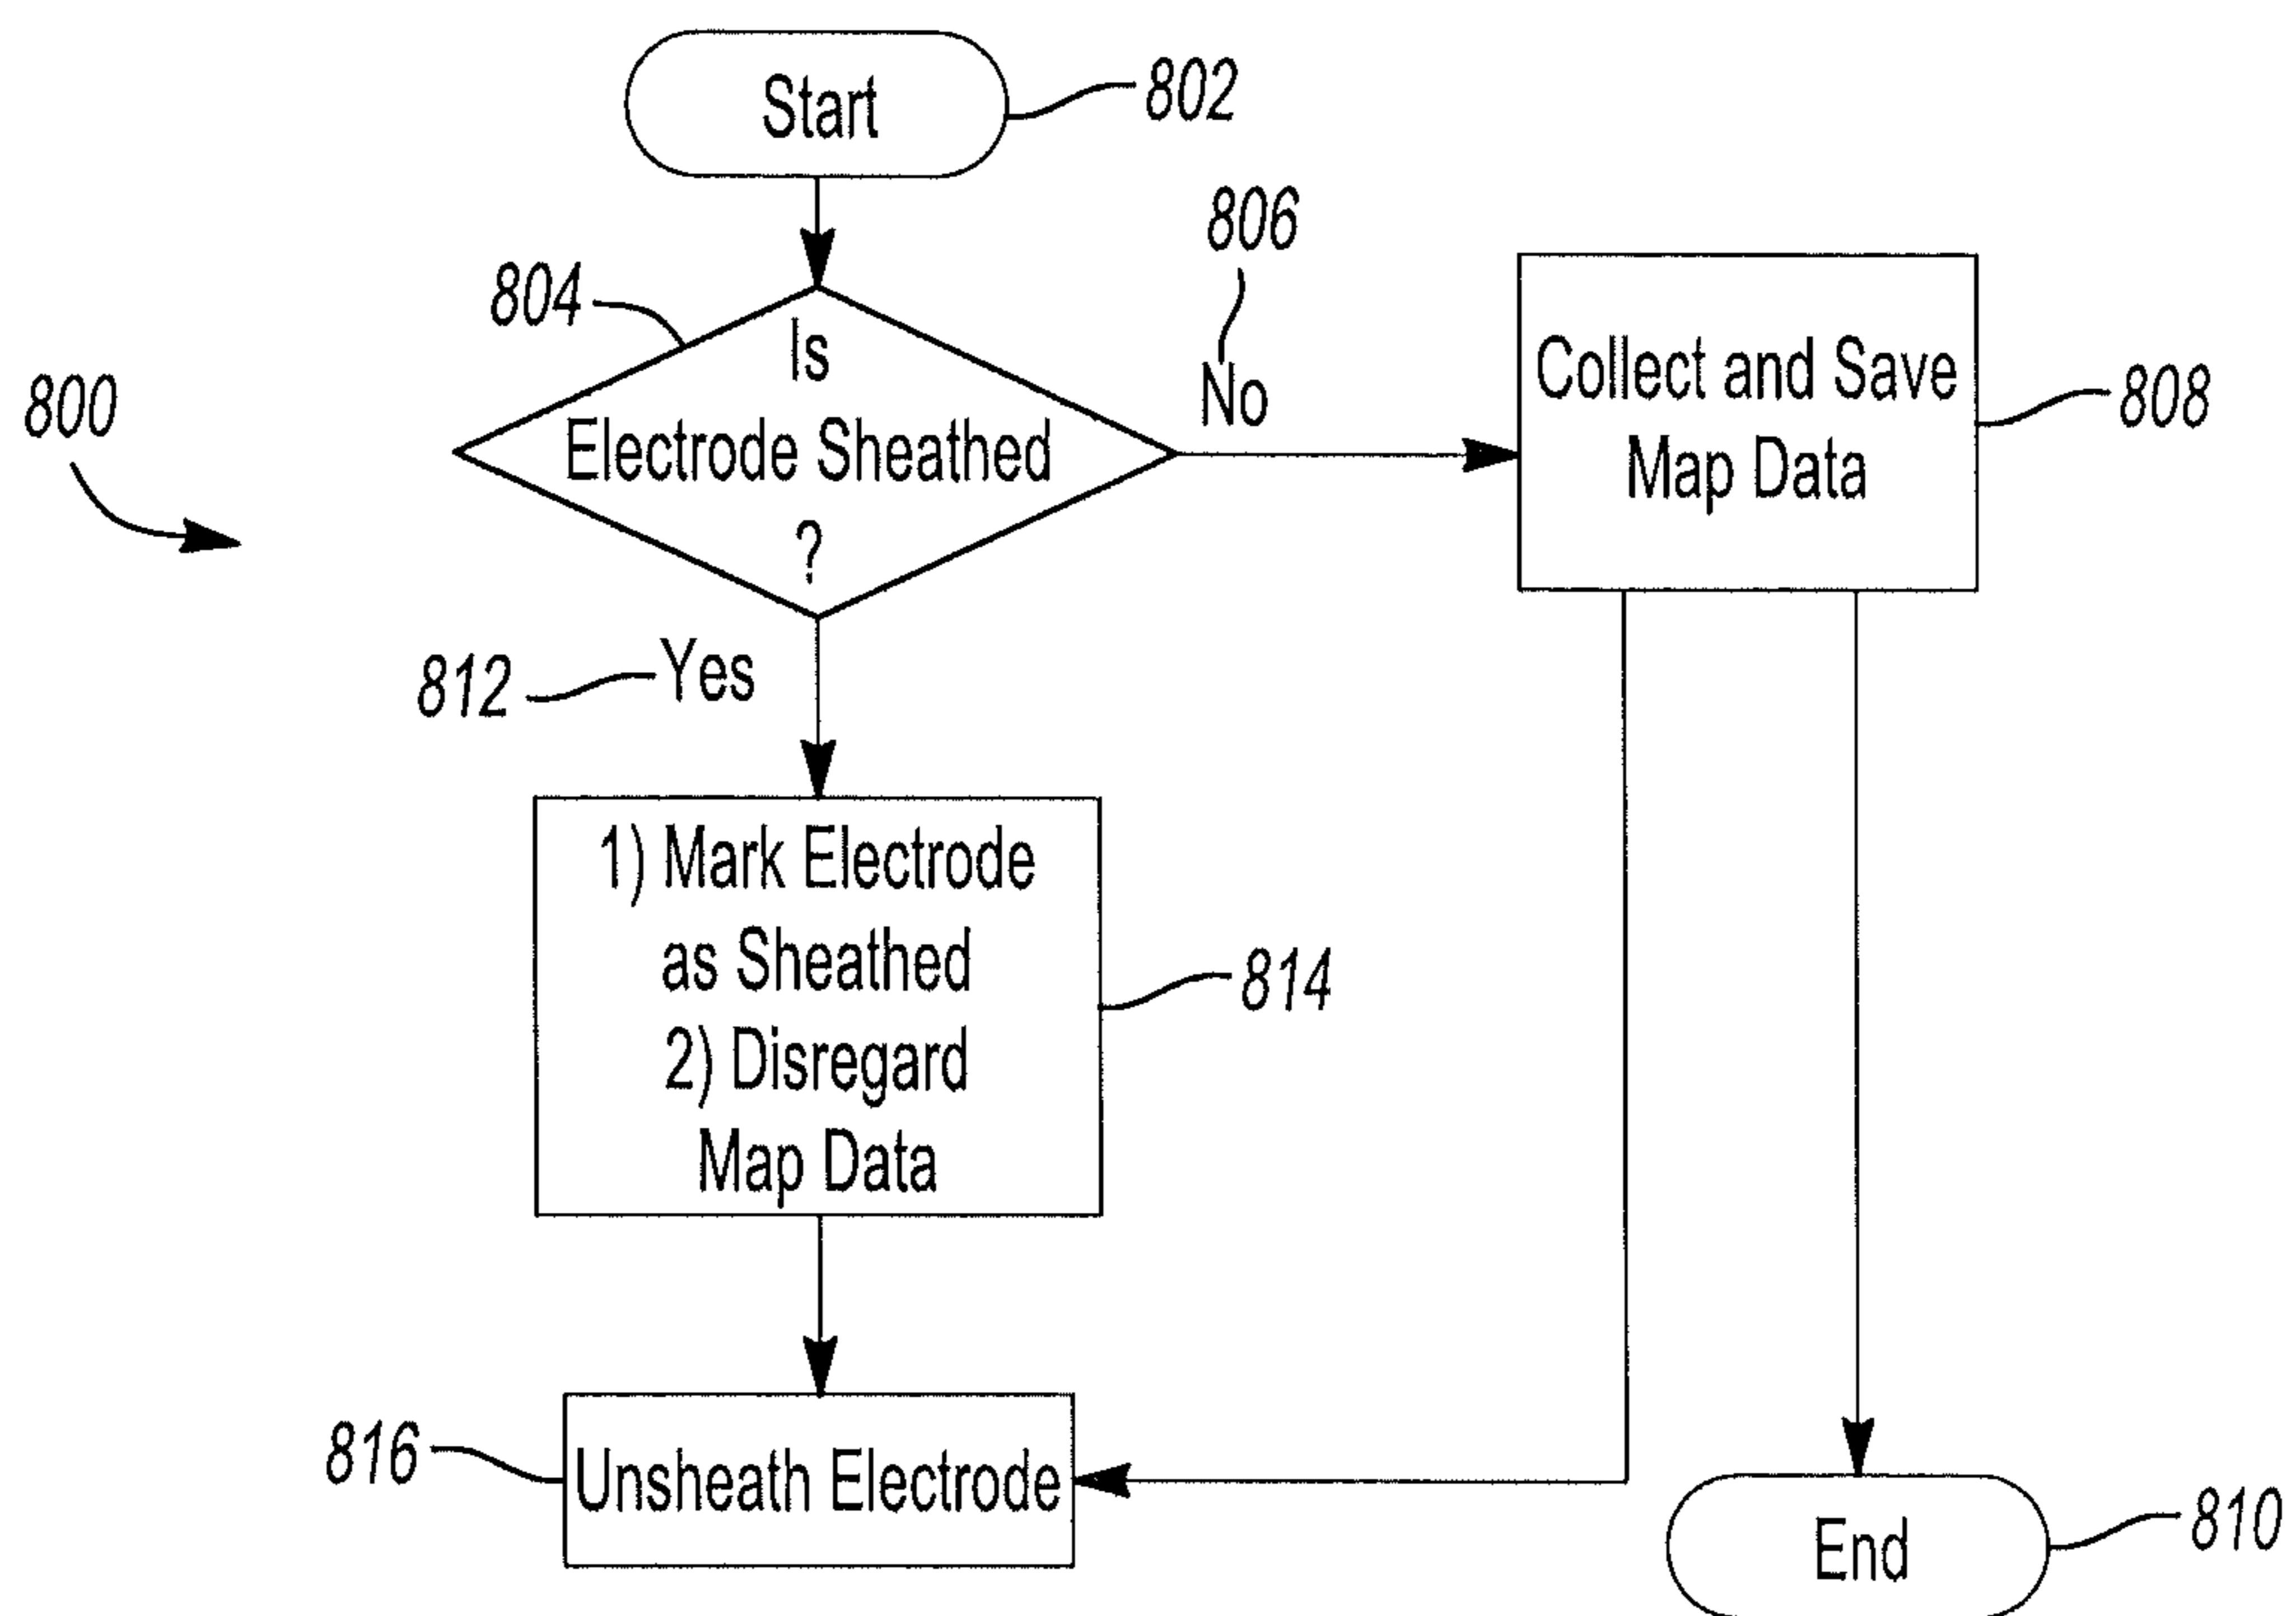 Start
802
806
804
Is
Electrode Sheathed
?
No
Collect and Save
Map Data
808
800
812
Yes
1) Mark Electrode
as Sheathed
2) Disregard
Map Data
814
816
Unsheath Electrode
End
810